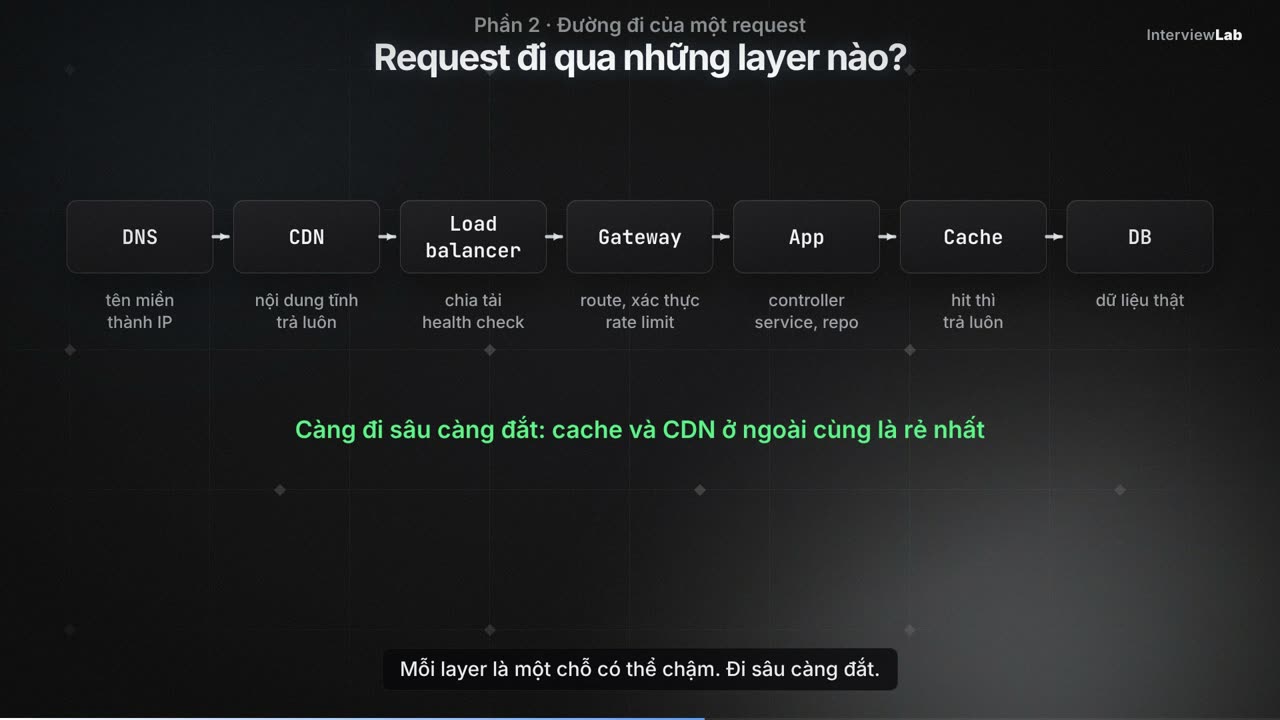 Phần 2 · Đường đi của một request
InterviewLab
Request đi qua những layer nào?
DNS
CDN
Load
balancer
Gateway
App
Cache
DB
tên miền
thành IP
nội dung tĩnh
trả luôn
chia tải
health check
route, xác thực
rate limit
controller
service, repo
hit thì
trả luôn
dữ liệu thật
Càng đi sâu càng đắt: cache và CDN ở ngoài cùng là rẻ nhất
Mỗi layer là một chỗ có thể chậm. Đi sâu càng đắt.